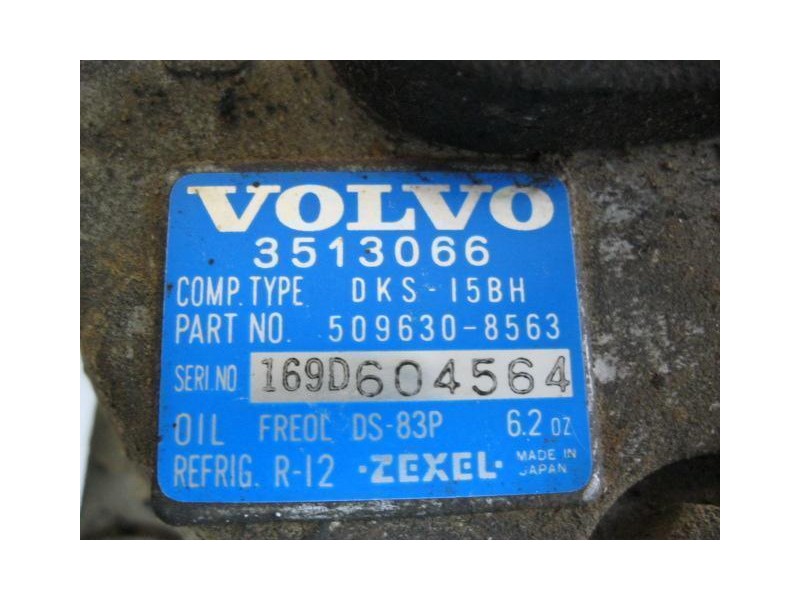 VOLVO
3513066
COMP. TYPE DKS-15BH
PART NO. 509630-8563
SERI.NO 169D604564
OIL FREOL DS-83P 6.2 OZ
REFRIG. R-12 ·ZEXEL· MADE IN JAPAN